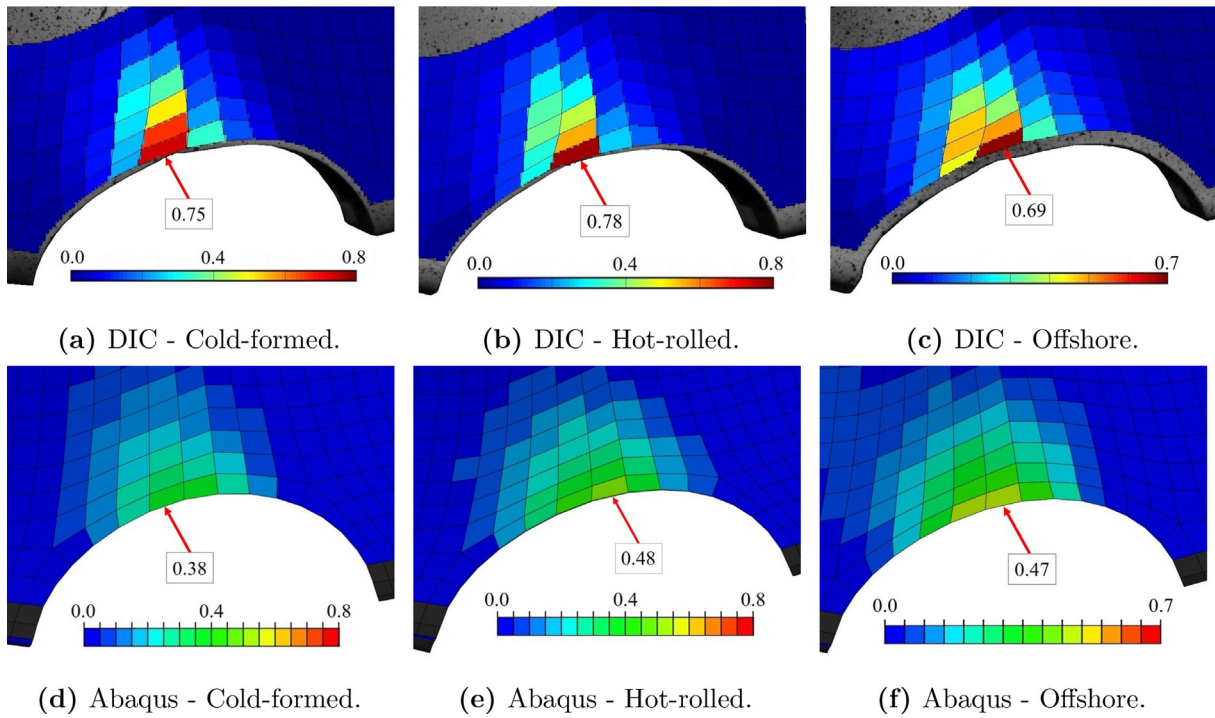 0.75
0.78
0.69
0.0 0.4 0.8
0.0 0.4 0.8
0.0 0.7
(a) DIC - Cold-formed.
(b) DIC - Hot-rolled.
(c) DIC - Offshore.
0.38
0.48
0.47
0.0 0.4 0.8
0.0 0.4 0.8
0.0 0.7
(d) Abaqus - Cold-formed.
(e) Abaqus - Hot-rolled.
(f) Abaqus - Offshore.